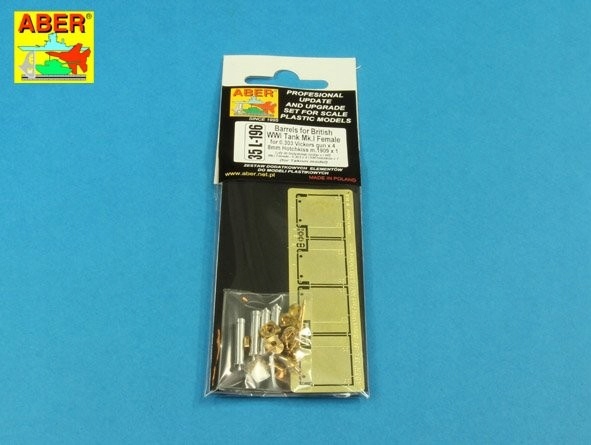 ABER
ABER
SINCE 1995
PROFESIONAL
UPDATE
AND UPGRADE
SET FOR SCALE
PLASTIC MODELS
35 L-196
Barrels for British
WWI Tank Mk.I Female
for 0.303 Vickers gun x 4
8mm Hotchkiss m.1909 x 1
ZESTAW DODATKOWYCH ELEMENTÓW
DO MODELI PLASTIKOWYCH
www.aber.net.pl
MADE IN POLAND